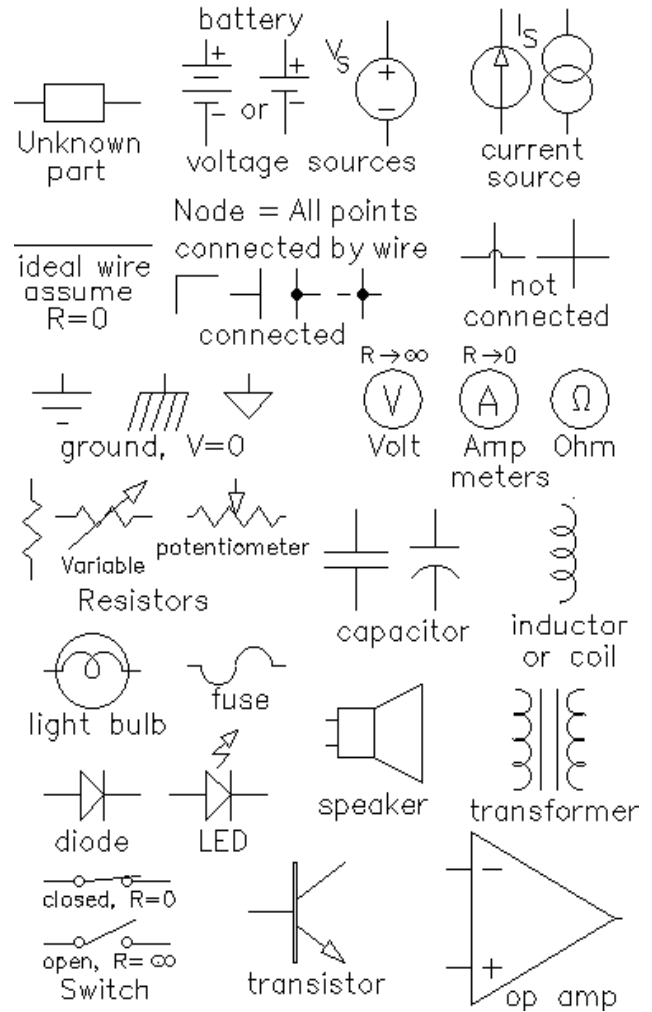 battery
+ + V_S + I_S
− or − −
Unknown
part
voltage sources
current
source
Node = All points
connected by wire
ideal wire
assume
R=0
connected
not
connected
R→∞ R→0
V A Ω
Volt Amp Ohm
meters
ground, V=0
Variable
potentiometer
Resistors
capacitor
inductor
or coil
light bulb
fuse
speaker
transformer
diode LED
closed, R=0
open, R=∞
Switch
transistor
−
+
op amp